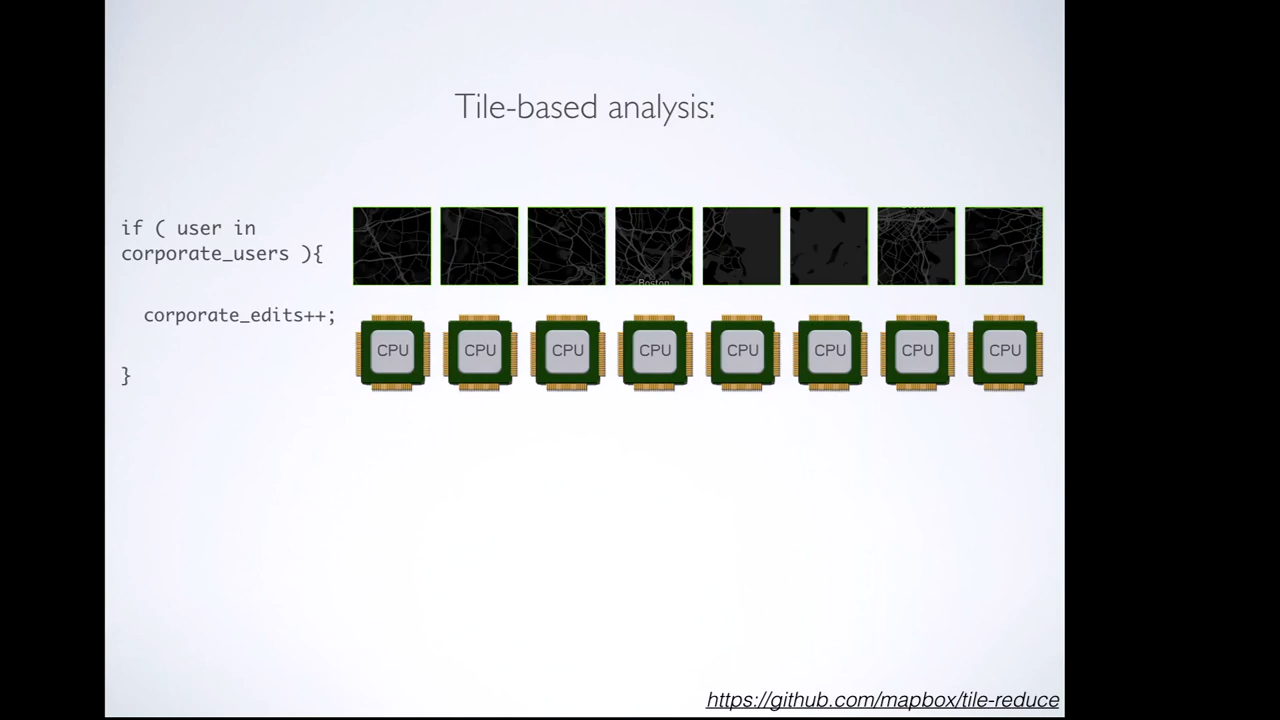 Tile-based analysis:
if ( user in
corporate_users ){
corporate_edits++;
}
Boston
CPU CPU CPU CPU CPU CPU CPU CPU
https://github.com/mapbox/tile-reduce